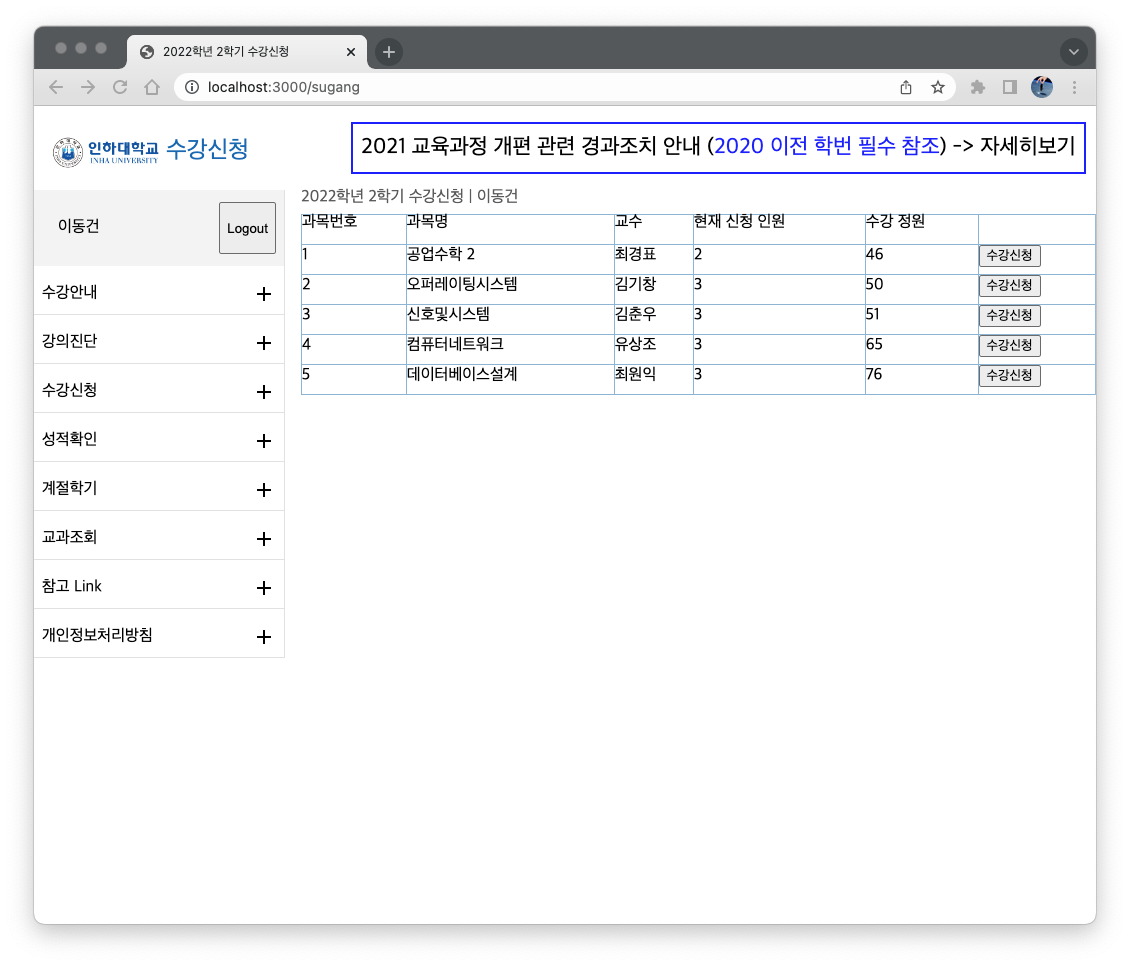 2022학년 2학기 수강신청
localhost:3000/sugang
인하대학교 수강신청
INHA UNIVERSITY
2021 교육과정 개편 관련 경과조치 안내 (2020 이전 학번 필수 참조) -> 자세히보기
이동건
Logout
수강안내
강의진단
수강신청
성적확인
계절학기
교과조회
참고 Link
개인정보처리방침
2022학년 2학기 수강신청 | 이동건
과목번호 과목명 교수 현재 신청 인원 수강 정원
1 공업수학 2 최경표 2 46 수강신청
2 오퍼레이팅시스템 김기창 3 50 수강신청
3 신호및시스템 김춘우 3 51 수강신청
4 컴퓨터네트워크 유상조 3 65 수강신청
5 데이터베이스설계 최원익 3 76 수강신청